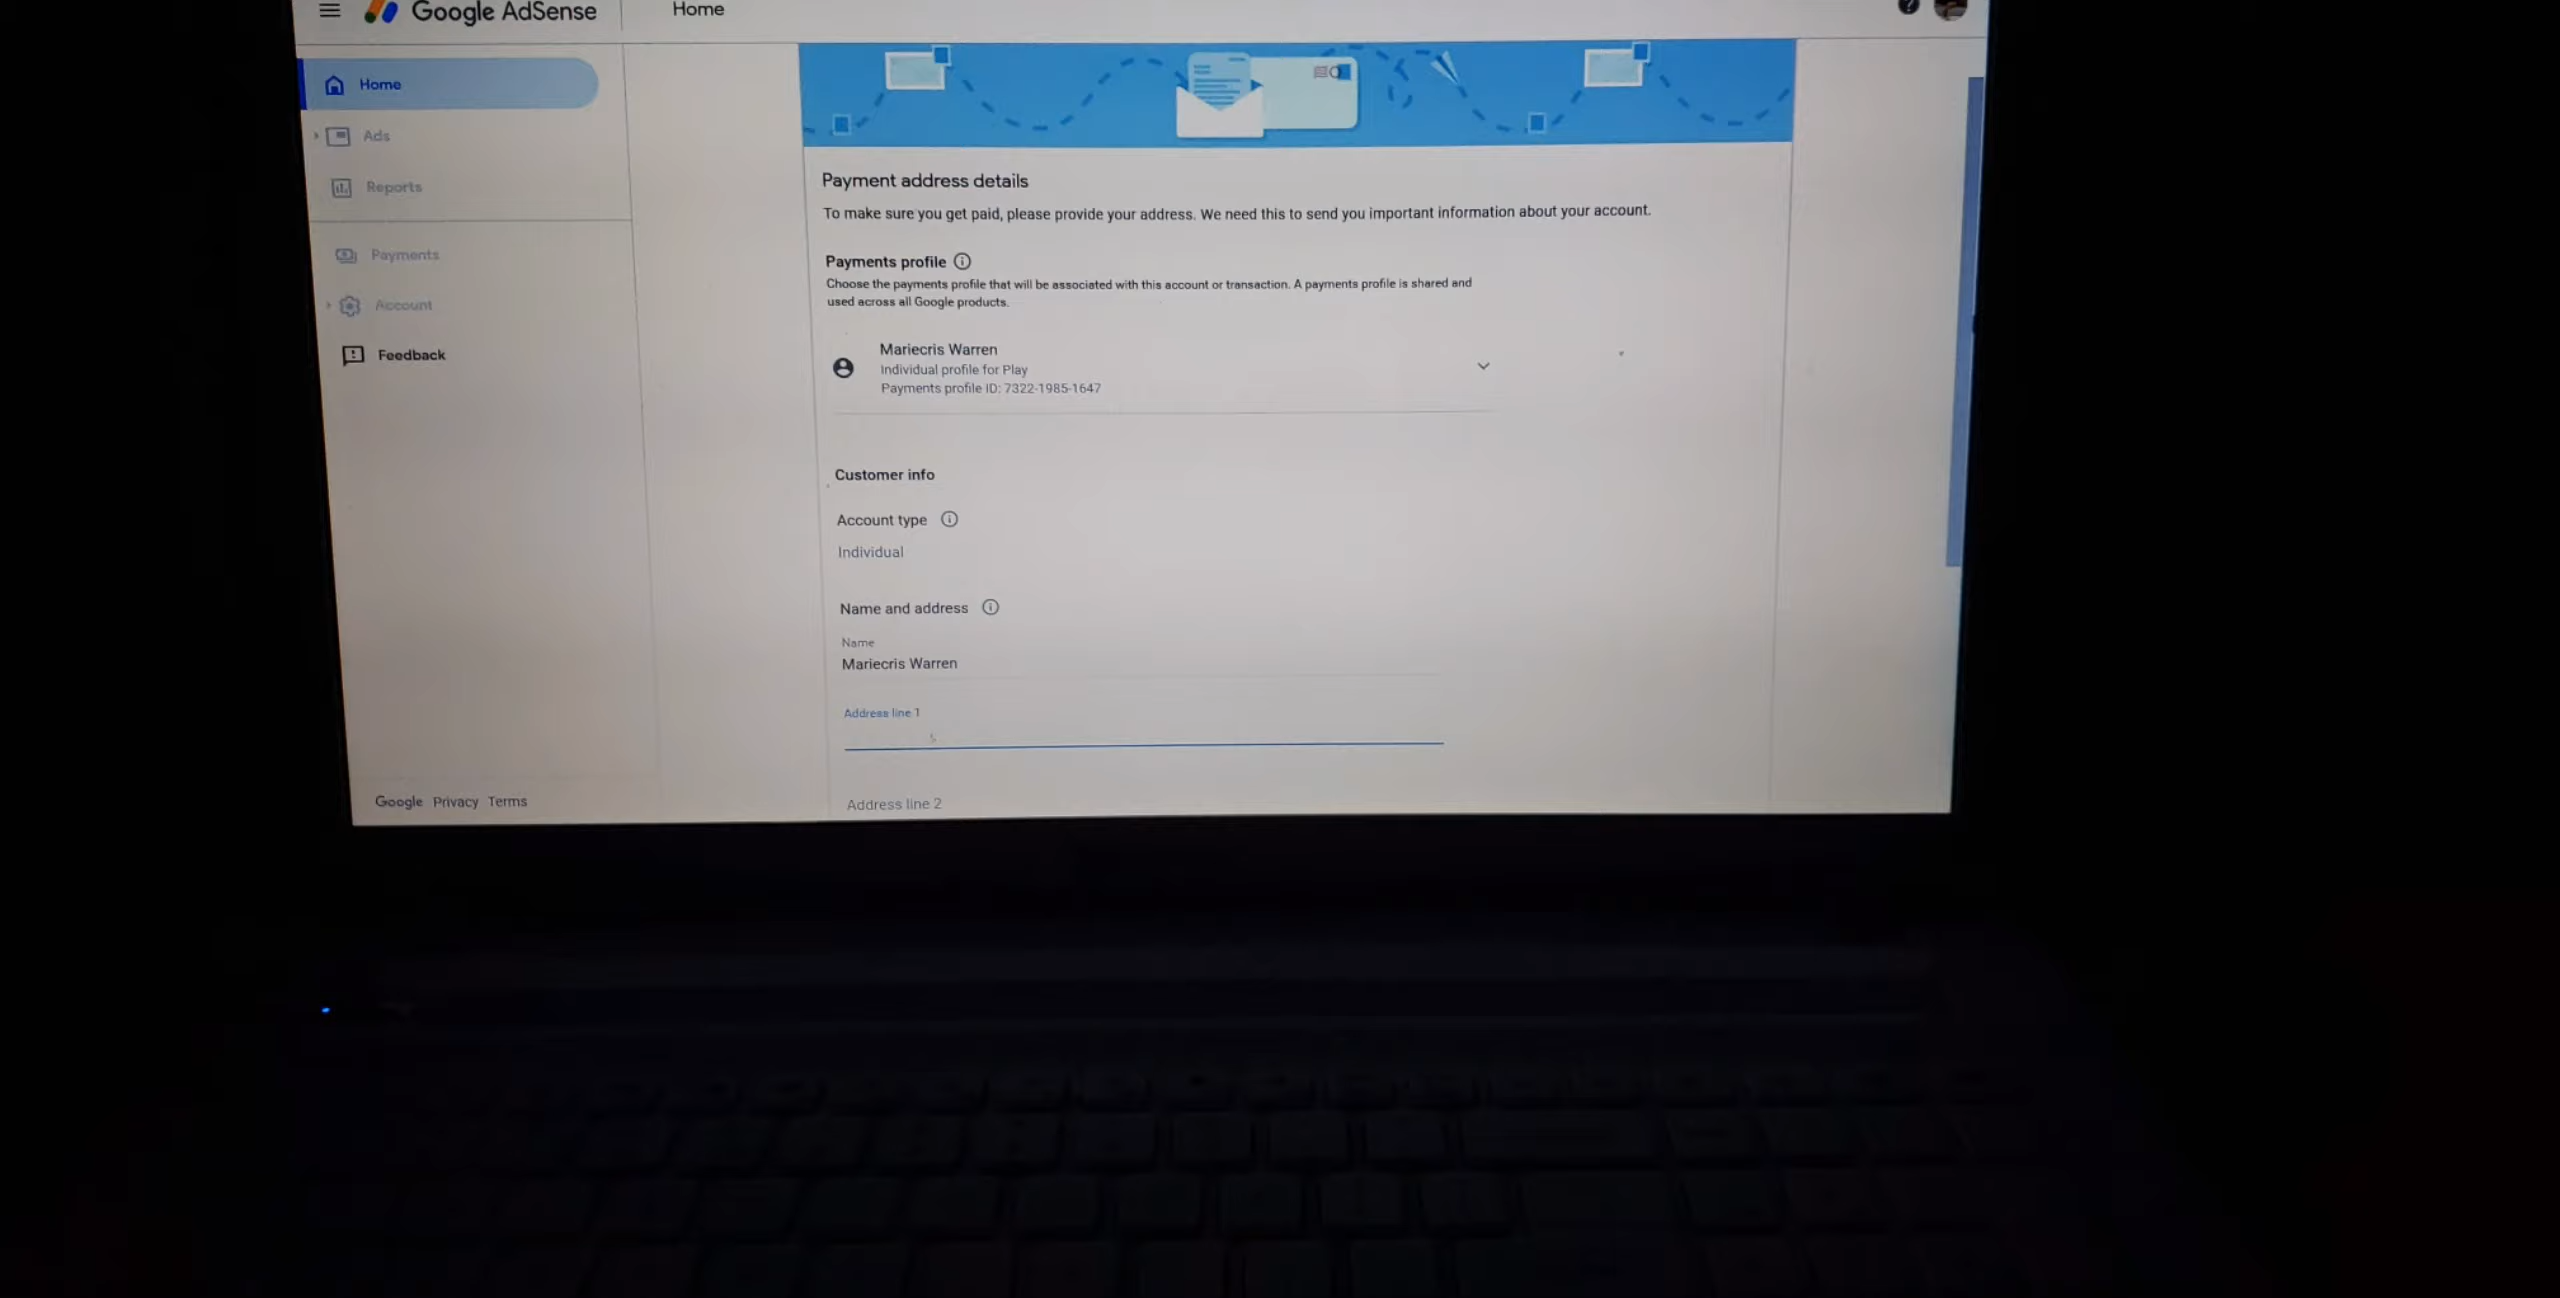 Google AdSense
Home
Home
Ads
Reports
Payments
Account
Feedback
Google Privacy Terms
Payment address details
To make sure you get paid, please provide your address. We need this to send you important information about your account.
Payments profile
Choose the payments profile that will be associated with this account or transaction. A payments profile is shared and
used across all Google products.
Mariecris Warren
Individual profile for Play
Payments profile ID: 7322-1985-1647
Customer info
Account type
Individual
Name and address
Name
Mariecris Warren
Address line 1
Address line 2